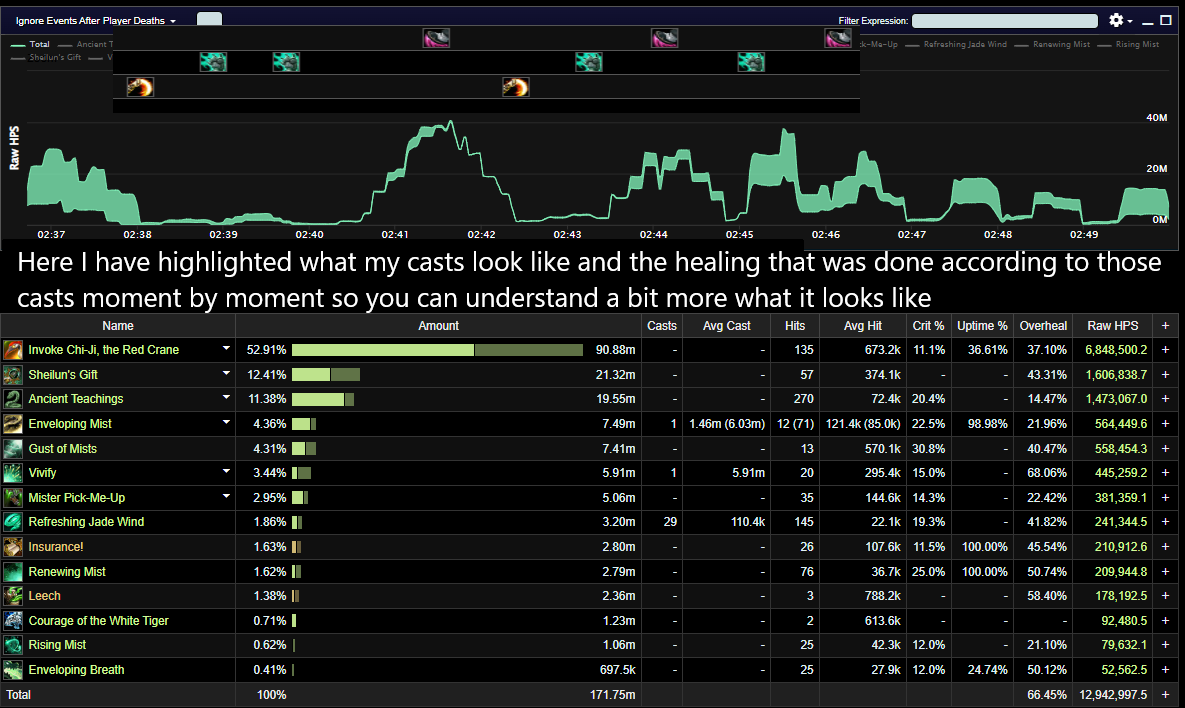 Ignore Events After Player Deaths Filter Expression:
Total Ancient T ck-Me-Up Refreshing Jade Wind Renewing Mist Rising Mist
Sheilun's Gift V
Raw HPS
40M
20M
0M
02:37 02:38 02:39 02:40 02:41 02:42 02:43 02:44 02:45 02:46 02:47 02:48 02:49
Here I have highlighted what my casts look like and the healing that was done according to those
casts moment by moment so you can understand a bit more what it looks like
Name Amount Casts Avg Cast Hits Avg Hit Crit % Uptime % Overheal Raw HPS +
Invoke Chi-Ji, the Red Crane 52.91% 90.88m - - 135 673.2k 11.1% 36.61% 37.10% 6,848,500.2 +
Sheilun's Gift 12.41% 21.32m - - 57 374.1k - - 43.31% 1,606,838.7 +
Ancient Teachings 11.38% 19.55m - - 270 72.4k 20.4% - 14.47% 1,473,067.0 +
Enveloping Mist 4.36% 7.49m 1 1.46m (6.03m) 12 (71) 121.4k (85.0k) 22.5% 98.98% 21.96% 564,449.6 +
Gust of Mists 4.31% 7.41m - - 13 570.1k 30.8% - 40.47% 558,454.3 +
Vivify 3.44% 5.91m 1 5.91m 20 295.4k 15.0% - 68.06% 445,259.2 +
Mister Pick-Me-Up 2.95% 5.06m - - 35 144.6k 14.3% - 22.42% 381,359.1 +
Refreshing Jade Wind 1.86% 3.20m 29 110.4k 145 22.1k 19.3% - 41.82% 241,344.5 +
Insurance! 1.63% 2.80m - - 26 107.6k 11.5% 100.00% 45.54% 210,912.6 +
Renewing Mist 1.62% 2.79m - - 76 36.7k 25.0% 100.00% 50.74% 209,944.8 +
Leech 1.38% 2.36m - - 3 788.2k - - 58.40% 178,192.5 +
Courage of the White Tiger 0.71% 1.23m - - 2 613.6k - - - 92,480.5 +
Rising Mist 0.62% 1.06m - - 25 42.3k 12.0% - 21.10% 79,632.1 +
Enveloping Breath 0.41% 697.5k - - 25 27.9k 12.0% 24.74% 50.12% 52,562.5 +
Total 100% 171.75m 66.45% 12,942,997.5 +